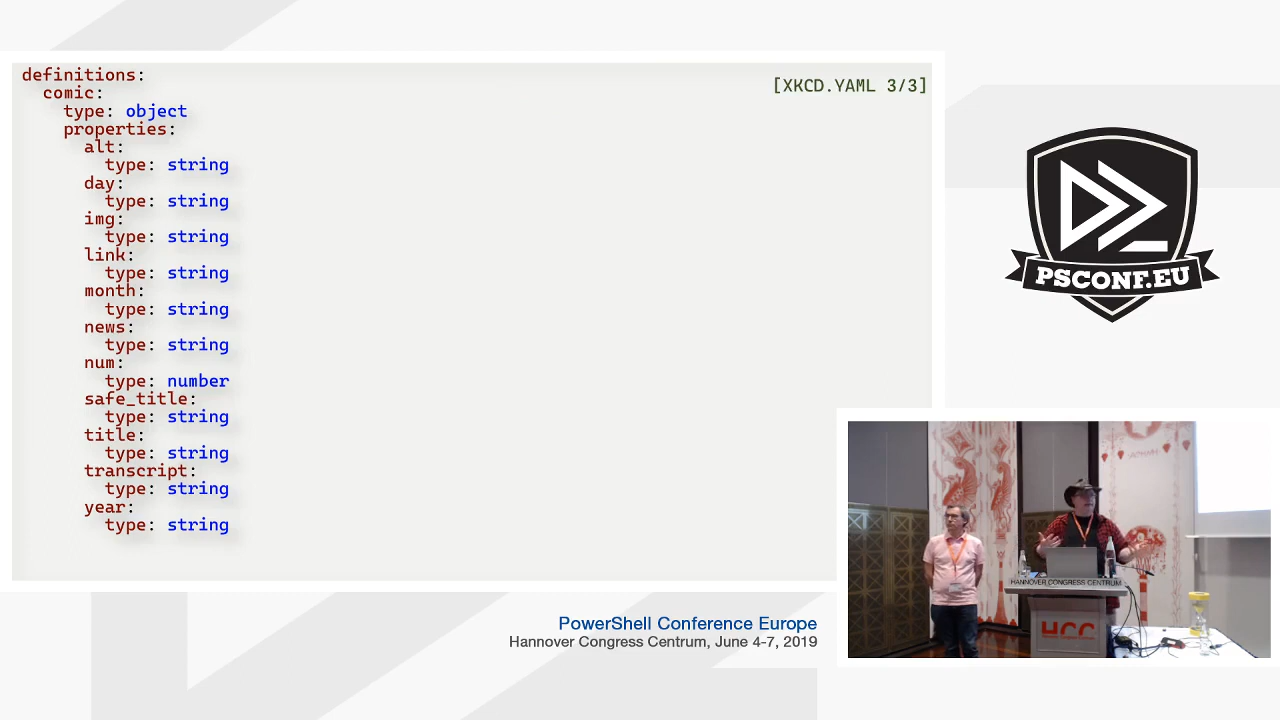 definitions:
comic:
type: object
properties:
alt:
type: string
day:
type: string
img:
type: string
link:
type: string
month:
type: string
news:
type: string
num:
type: number
safe_title:
type: string
title:
type: string
transcript:
type: string
year:
type: string
[XKCD.YAML 3/3]
PSCONF.EU
HANNOVER CONGRESS CENTRUM
HCC
PowerShell Conference Europe
Hannover Congress Centrum, June 4-7, 2019